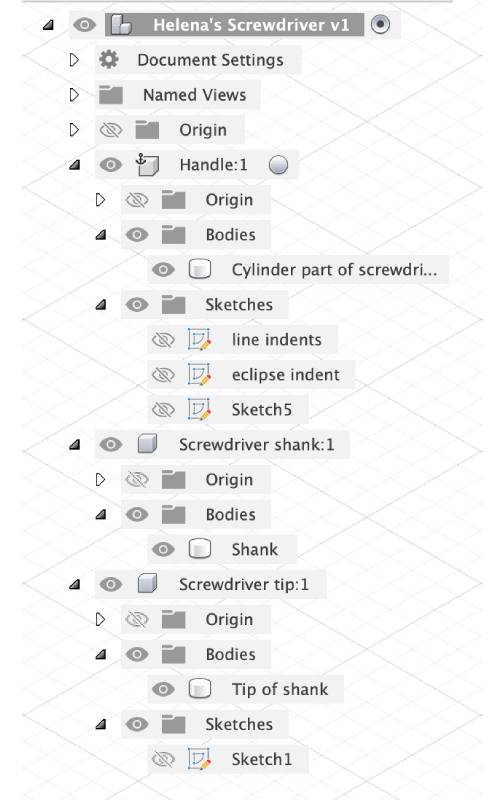 Helena's Screwdriver v1
Document Settings
Named Views
Origin
Handle:1
Origin
Bodies
Cylinder part of screwdri...
Sketches
line indents
eclipse indent
Sketch5
Screwdriver shank:1
Origin
Bodies
Shank
Screwdriver tip:1
Origin
Bodies
Tip of shank
Sketches
Sketch1